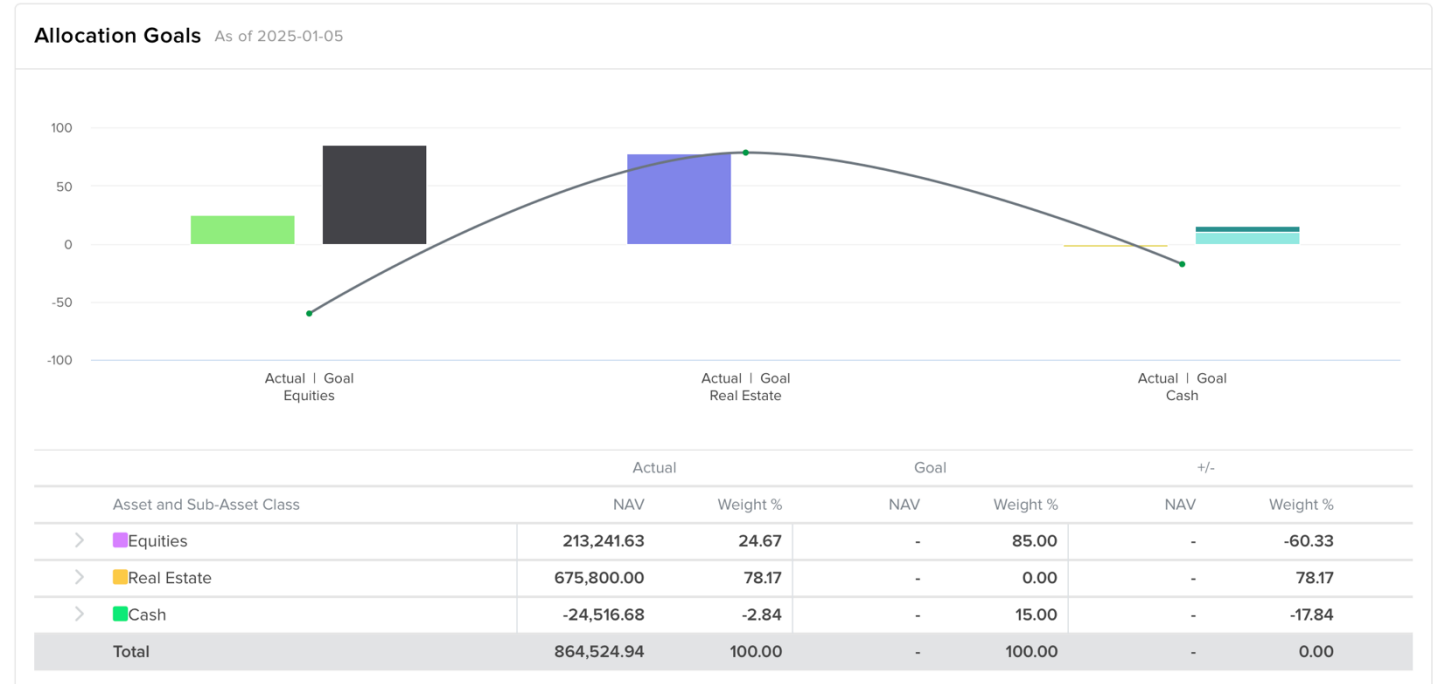 Allocation Goals As of 2025-01-05
100
50
0
-50
-100
Actual | Goal Actual | Goal Actual | Goal
Equities Real Estate Cash
Actual Goal +/-
Asset and Sub-Asset Class NAV Weight % NAV Weight % NAV Weight %
Equities 213,241.63 24.67 - 85.00 - -60.33
Real Estate 675,800.00 78.17 - 0.00 - 78.17
Cash -24,516.68 -2.84 - 15.00 - -17.84
Total 864,524.94 100.00 - 100.00 - 0.00